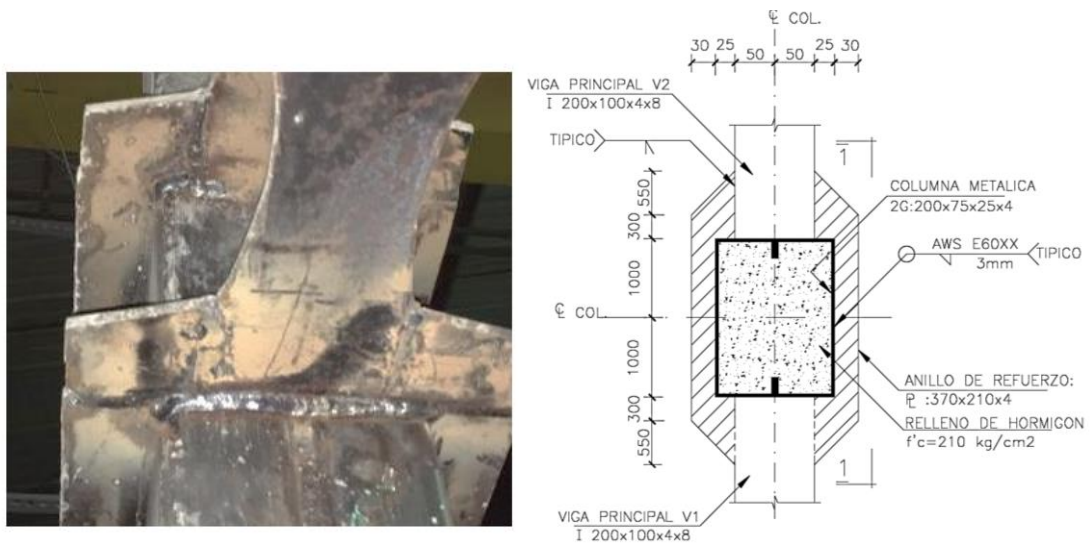 ℄ COL.
30 25 50 50 25 30
VIGA PRINCIPAL V2
I 200x100x4x8
TIPICO
1
550
300
1000
1000
300
550
COLUMNA METALICA
2G:200x75x25x4
AWS E60XX
3mm
TIPICO
℄ COL.
ANILLO DE REFUERZO:
PL :370x210x4
RELLENO DE HORMIGON
f'c=210 kg/cm2
1
VIGA PRINCIPAL V1
I 200x100x4x8